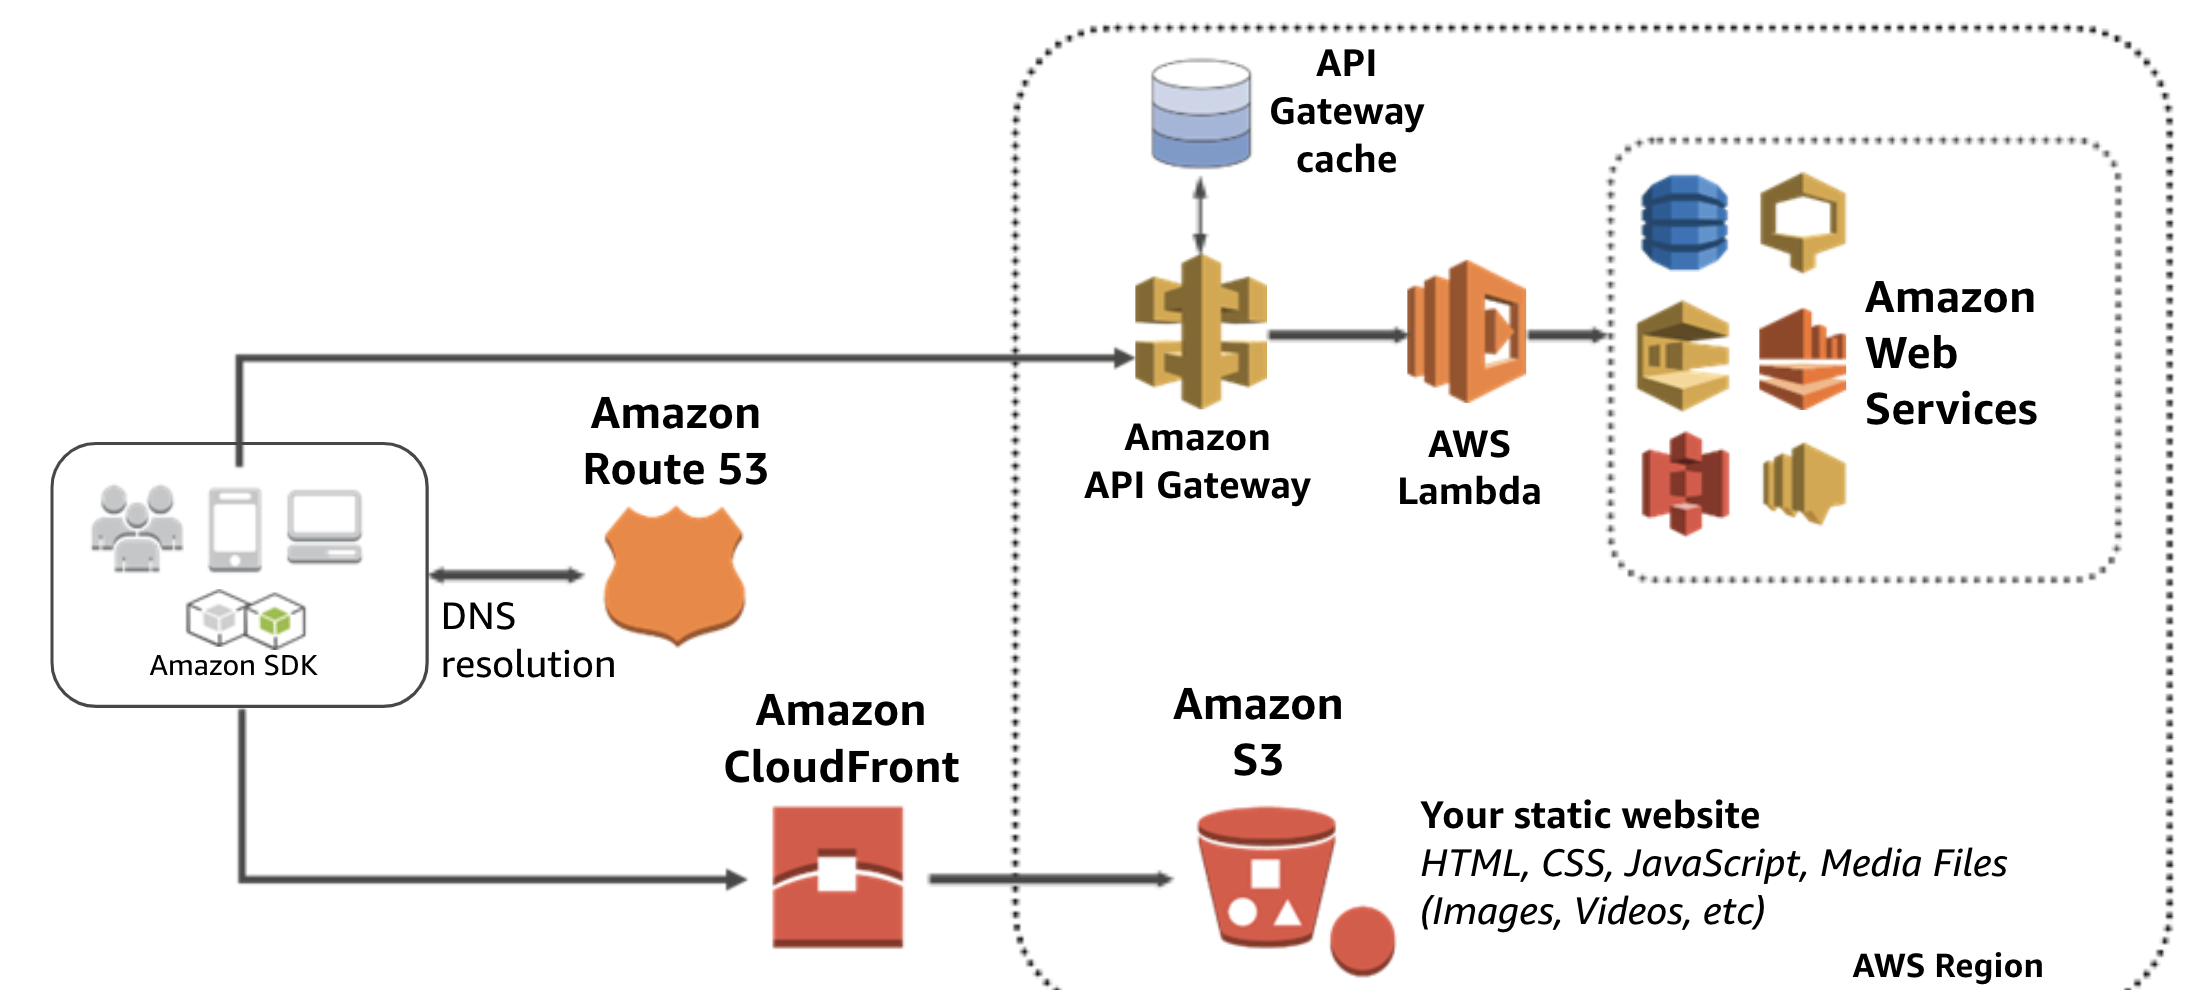 API
Gateway
cache
Amazon
Web
Services
Amazon
API Gateway
AWS
Lambda
Amazon
Route 53
DNS
resolution
Amazon SDK
Amazon
CloudFront
Amazon
S3
Your static website
HTML, CSS, JavaScript, Media Files
(Images, Videos, etc)
AWS Region